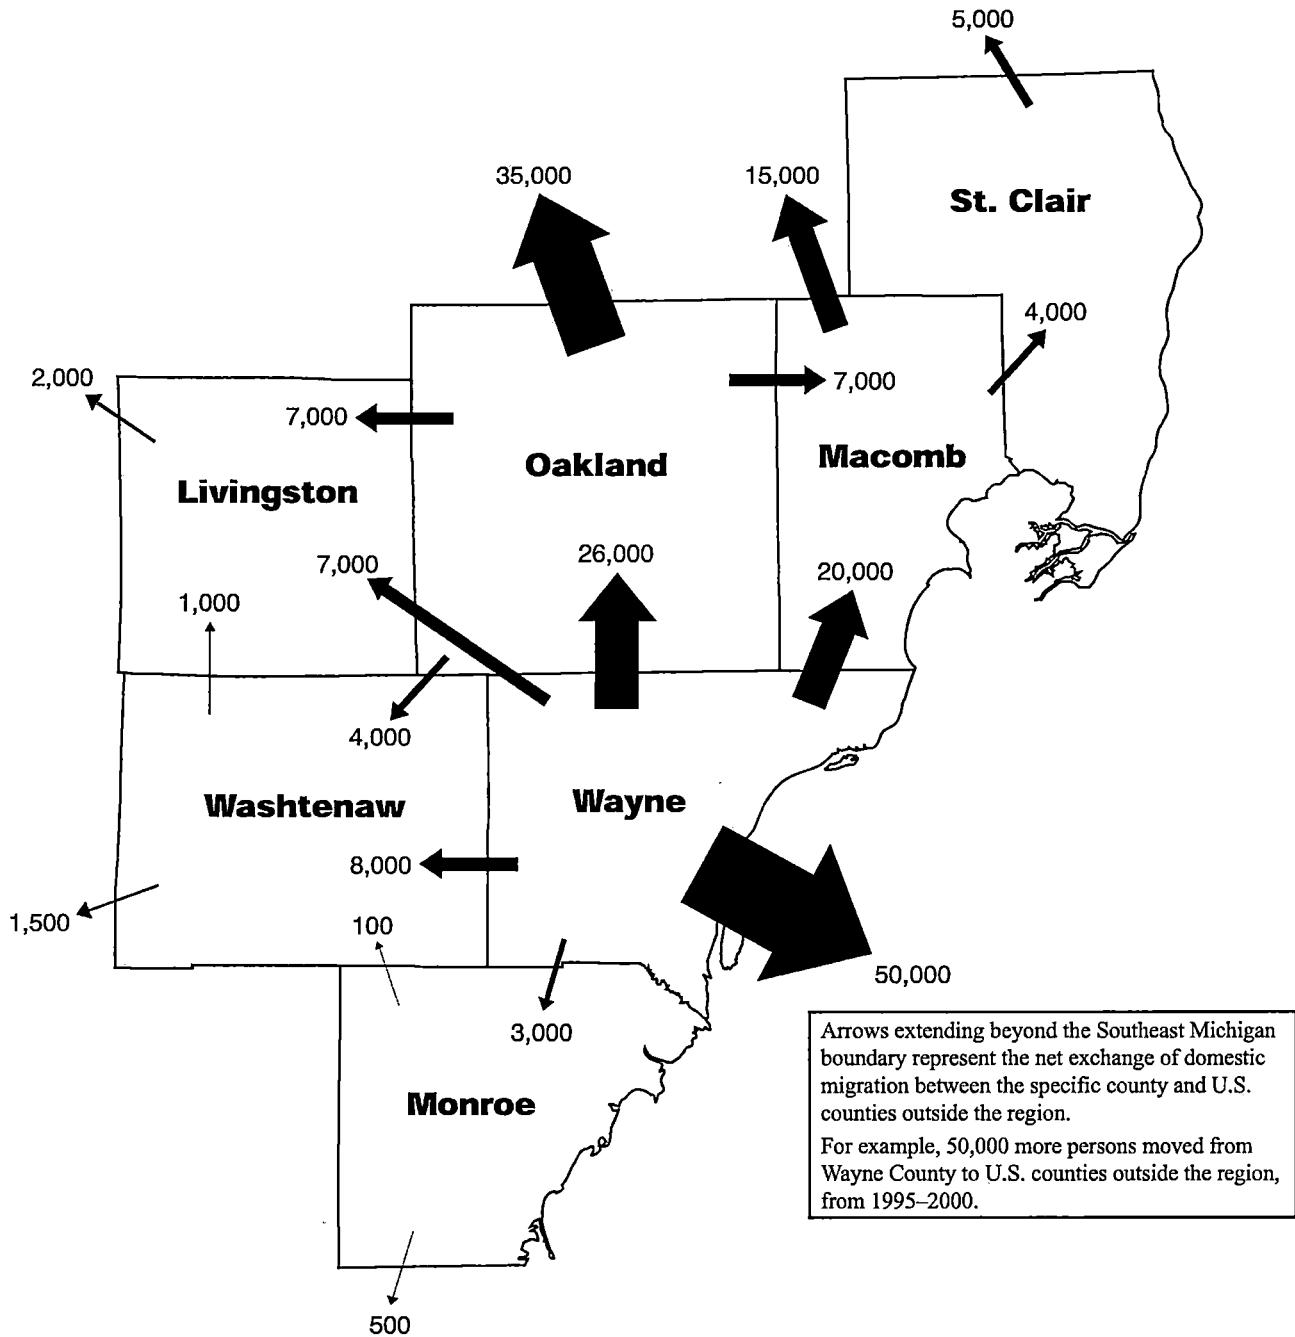 5,000
35,000
15,000
St. Clair
4,000
2,000
7,000
7,000
Oakland
Macomb
Livingston
7,000
26,000
20,000
1,000
4,000
Washtenaw
Wayne
8,000
1,500
100
50,000
3,000
Monroe
500
Arrows extending beyond the Southeast Michigan
boundary represent the net exchange of domestic
migration between the specific county and U.S.
counties outside the region.
For example, 50,000 more persons moved from
Wayne County to U.S. counties outside the region,
from 1995–2000.